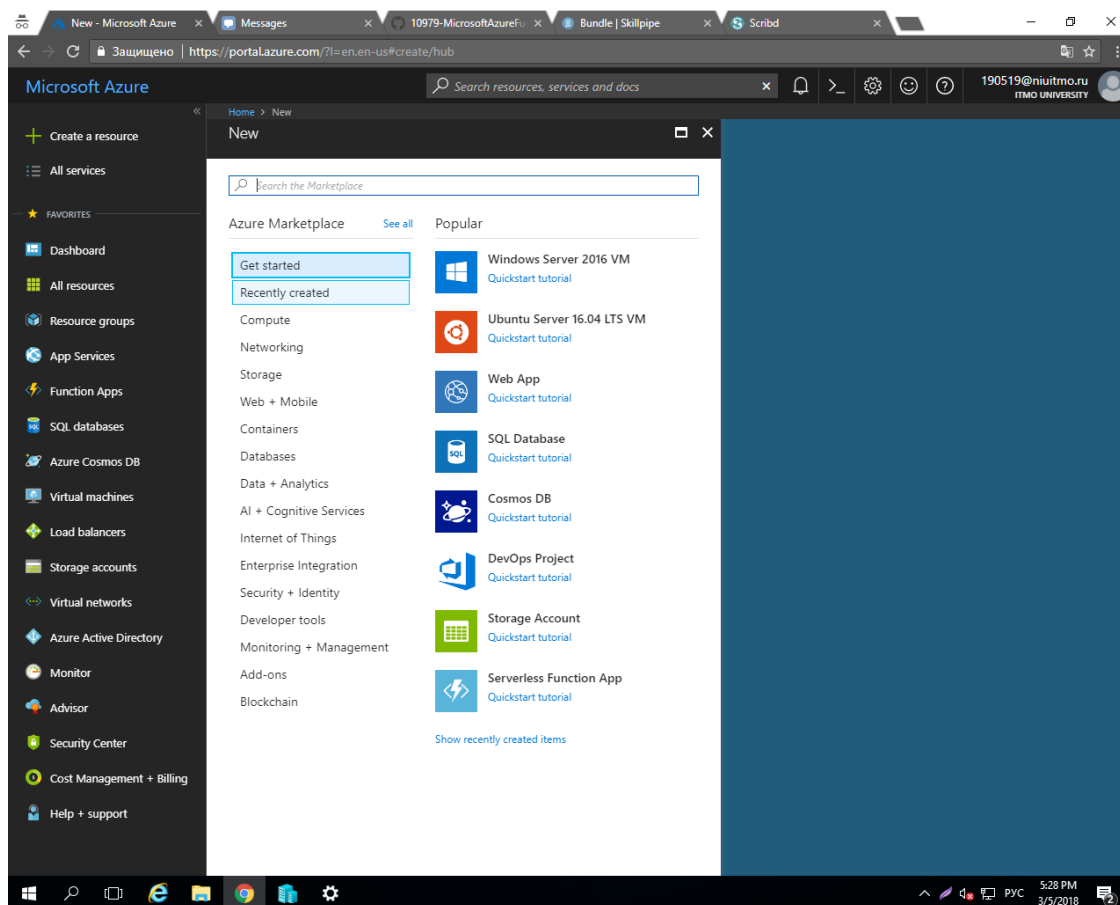 New - Microsoft Azure
Messages
10979-MicrosoftAzureFu
Bundle | Skillpipe
Scribd
Защищено | https://portal.azure.com/?l=en.en-us#create/hub
Microsoft Azure
Search resources, services and docs
190519@niuitmo.ru
ITMO UNIVERSITY
Create a resource
All services
FAVORITES
Dashboard
All resources
Resource groups
App Services
Function Apps
SQL databases
Azure Cosmos DB
Virtual machines
Load balancers
Storage accounts
Virtual networks
Azure Active Directory
Monitor
Advisor
Security Center
Cost Management + Billing
Help + support
Home > New
New
Search the Marketplace
Azure Marketplace
See all
Get started
Recently created
Compute
Networking
Storage
Web + Mobile
Containers
Databases
Data + Analytics
AI + Cognitive Services
Internet of Things
Enterprise Integration
Security + Identity
Developer tools
Monitoring + Management
Add-ons
Blockchain
Popular
Windows Server 2016 VM
Quickstart tutorial
Ubuntu Server 16.04 LTS VM
Quickstart tutorial
Web App
Quickstart tutorial
SQL
SQL Database
Quickstart tutorial
Cosmos DB
Quickstart tutorial
DevOps Project
Quickstart tutorial
Storage Account
Quickstart tutorial
Serverless Function App
Quickstart tutorial
Show recently created items
РУС
5:28 PM
3/5/2018
2